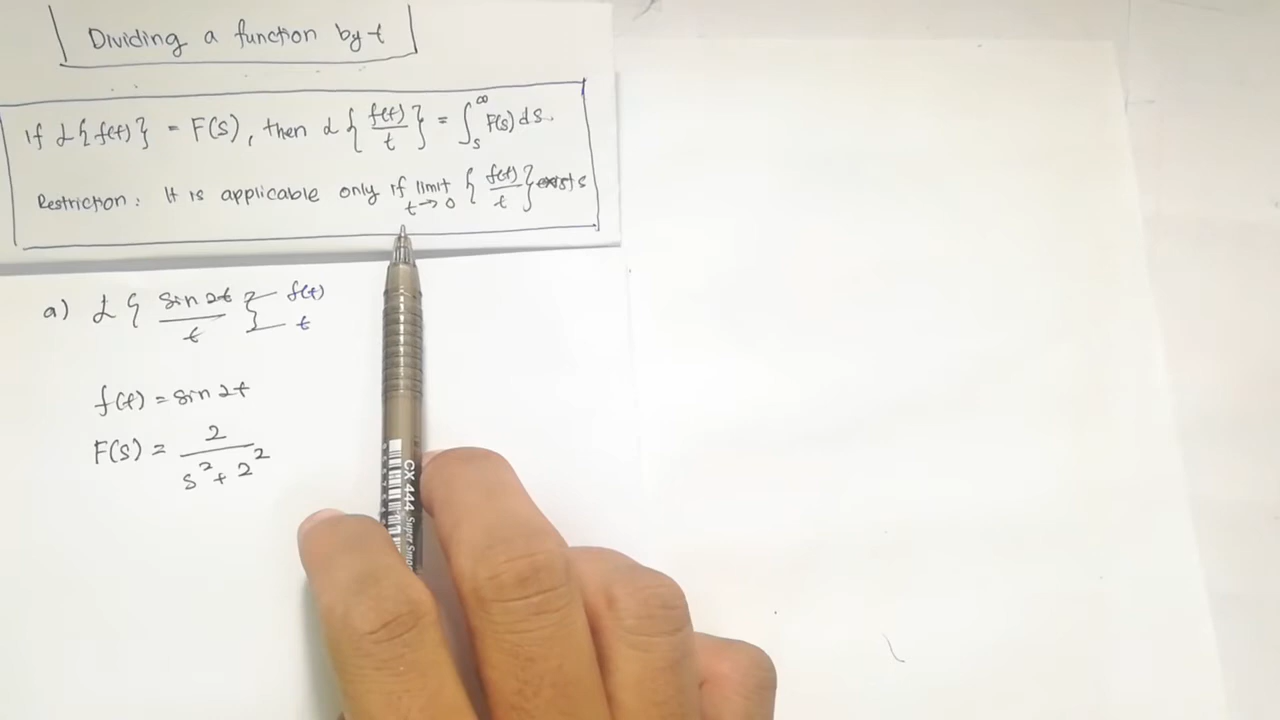 Dividing a function by t
If ℒ{f(t)} = F(s), then ℒ{f(t)/t} = ∫ₛ^∞ F(s) ds.
Restriction: It is applicable only if limit t→0 {f(t)/t} exists
a) ℒ{sin 2t / t} f(t) t
f(t) = sin 2t
F(s) = 2 / (s² + 2²)
CX 444 Super Smo